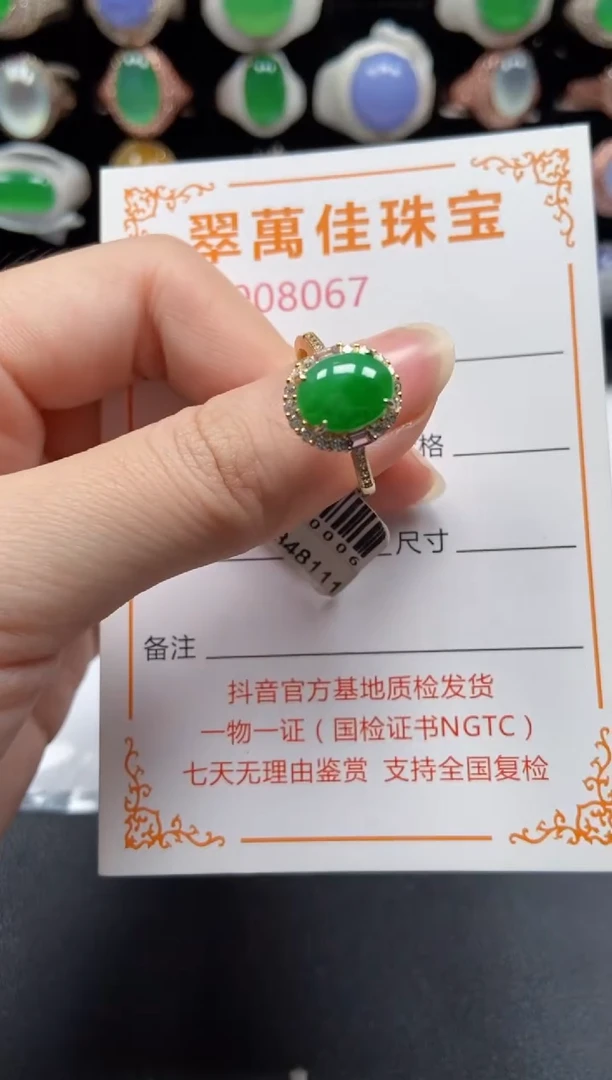 翠萬佳珠宝
908067
格
尺寸
0006
48111
备注
抖音官方基地质检发货
一物一证（国检证书NGTC）
七天无理由鉴赏 支持全国复检